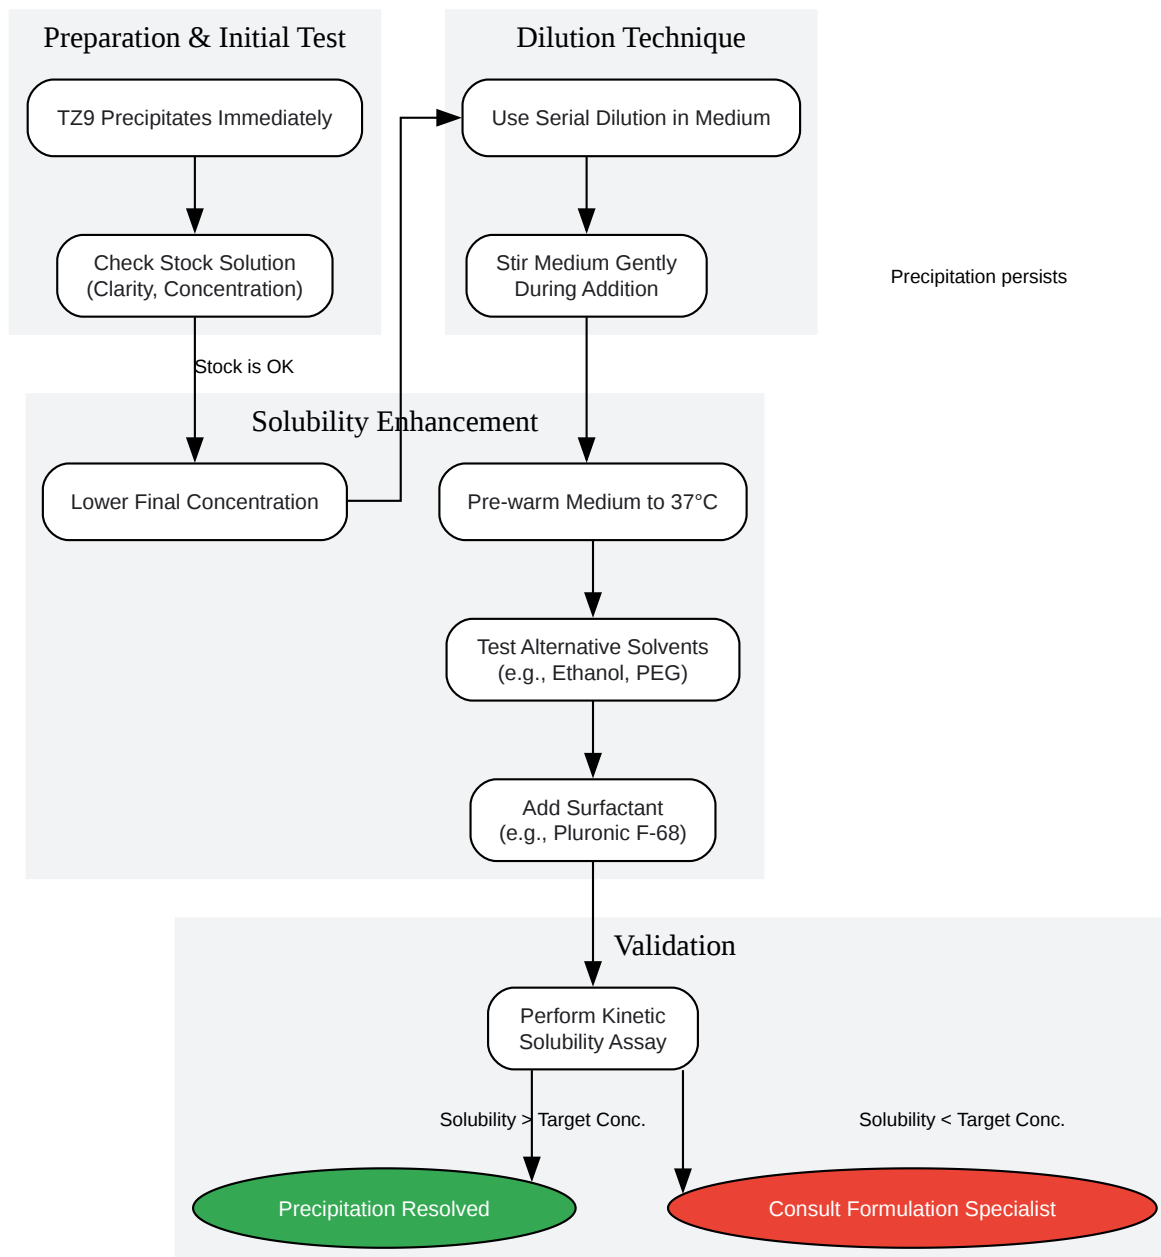 Preparation & Initial Test
TZ9 Precipitates Immediately
Check Stock Solution
(Clarity, Concentration)
Stock is OK
Dilution Technique
Use Serial Dilution in Medium
Stir Medium Gently
During Addition
Precipitation persists
Solubility Enhancement
Lower Final Concentration
Pre-warm Medium to 37°C
Test Alternative Solvents
(e.g., Ethanol, PEG)
Add Surfactant
(e.g., Pluronic F-68)
Validation
Perform Kinetic
Solubility Assay
Solubility > Target Conc.
Solubility < Target Conc.
Precipitation Resolved
Consult Formulation Specialist